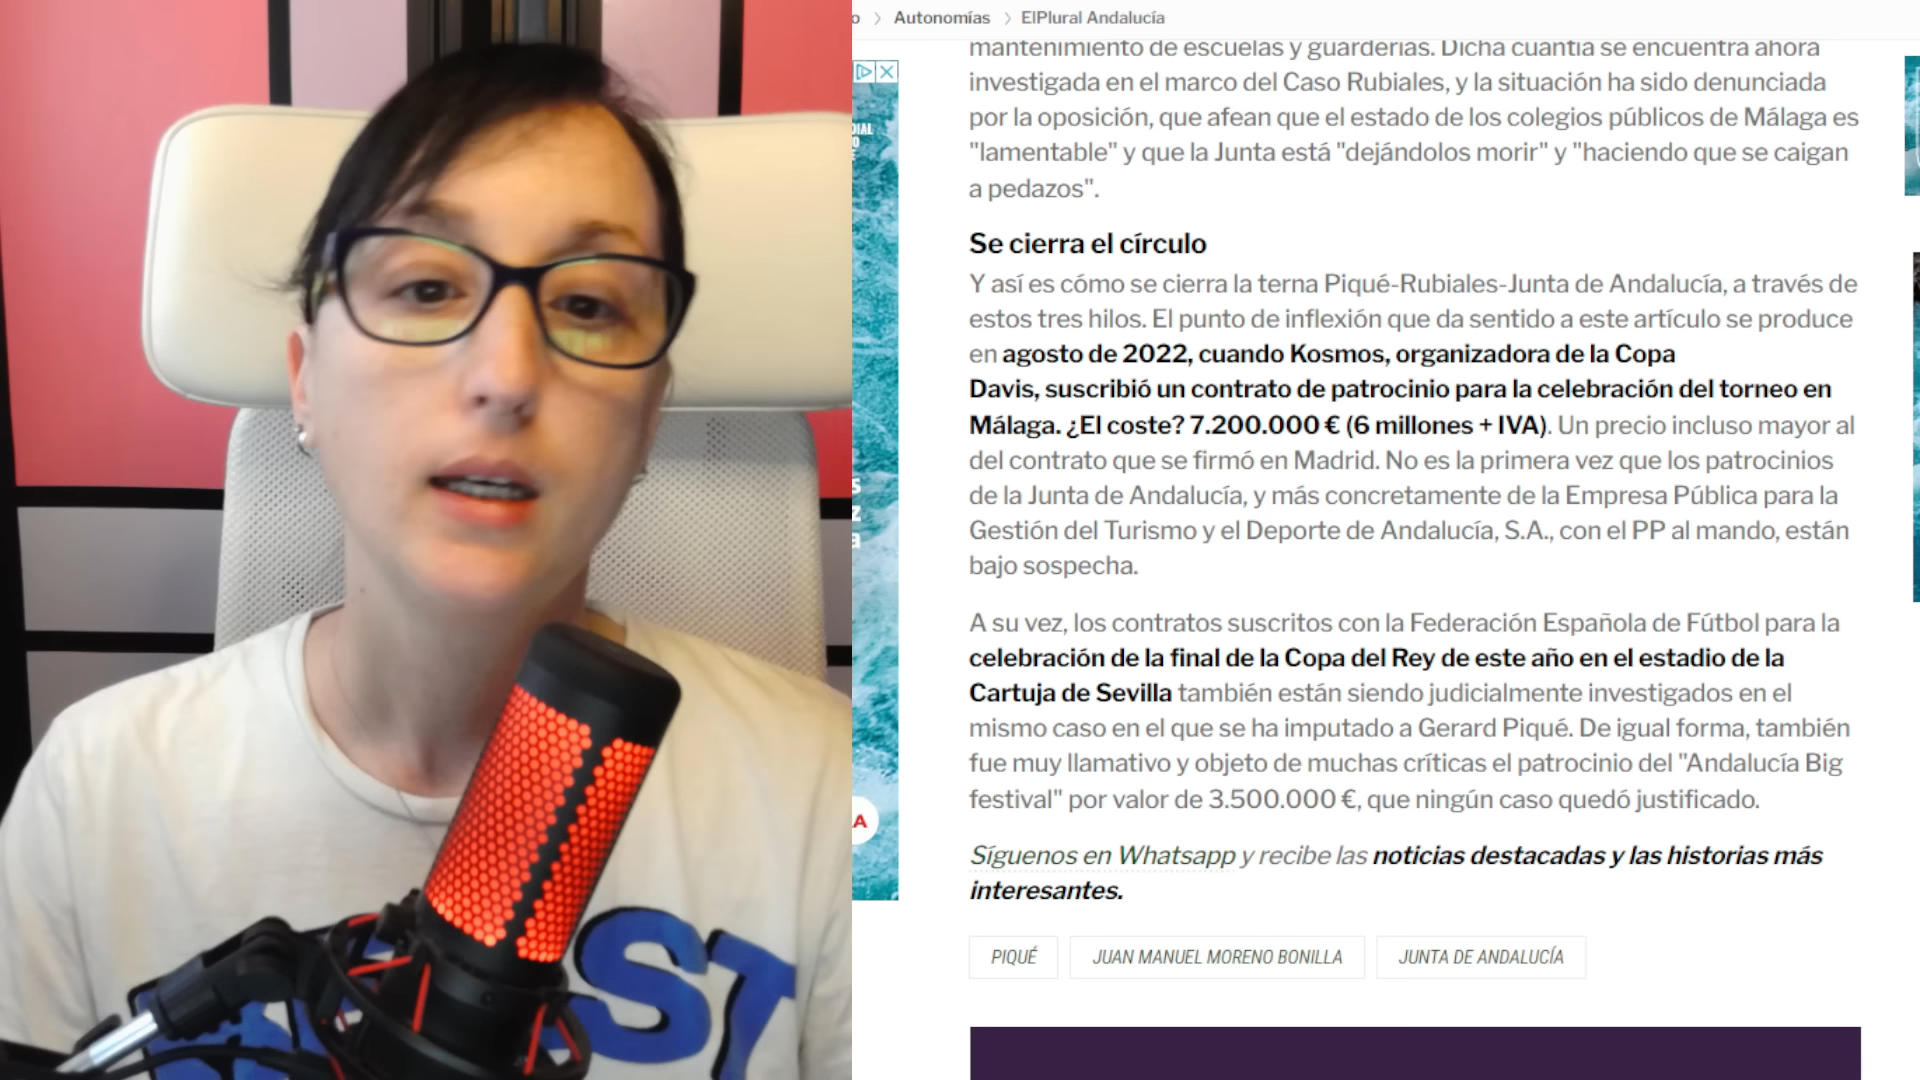 Autonomías > ElPlural Andalucía
mantenimiento de escuelas y guarderías. Dicha cuantía se encuentra ahora
investigada en el marco del Caso Rubiales, y la situación ha sido denunciada
por la oposición, que afean que el estado de los colegios públicos de Málaga es
"lamentable" y que la Junta está "dejándolos morir" y "haciendo que se caigan
a pedazos".
Se cierra el círculo
Y así es cómo se cierra la terna Piqué-Rubiales-Junta de Andalucía, a través de
estos tres hilos. El punto de inflexión que da sentido a este artículo se produce
en agosto de 2022, cuando Kosmos, organizadora de la Copa
Davis, suscribió un contrato de patrocinio para la celebración del torneo en
Málaga. ¿El coste? 7.200.000 € (6 millones + IVA). Un precio incluso mayor al
del contrato que se firmó en Madrid. No es la primera vez que los patrocinios
de la Junta de Andalucía, y más concretamente de la Empresa Pública para la
Gestión del Turismo y el Deporte de Andalucía, S.A., con el PP al mando, están
bajo sospecha.
A su vez, los contratos suscritos con la Federación Española de Fútbol para la
celebración de la final de la Copa del Rey de este año en el estadio de la
Cartuja de Sevilla también están siendo judicialmente investigados en el
mismo caso en el que se ha imputado a Gerard Piqué. De igual forma, también
fue muy llamativo y objeto de muchas críticas el patrocinio del "Andalucía Big
festival" por valor de 3.500.000 €, que ningún caso quedó justificado.
Síguenos en Whatsapp y recibe las noticias destacadas y las historias más
interesantes.
PIQUÉ
JUAN MANUEL MORENO BONILLA
JUNTA DE ANDALUCÍA